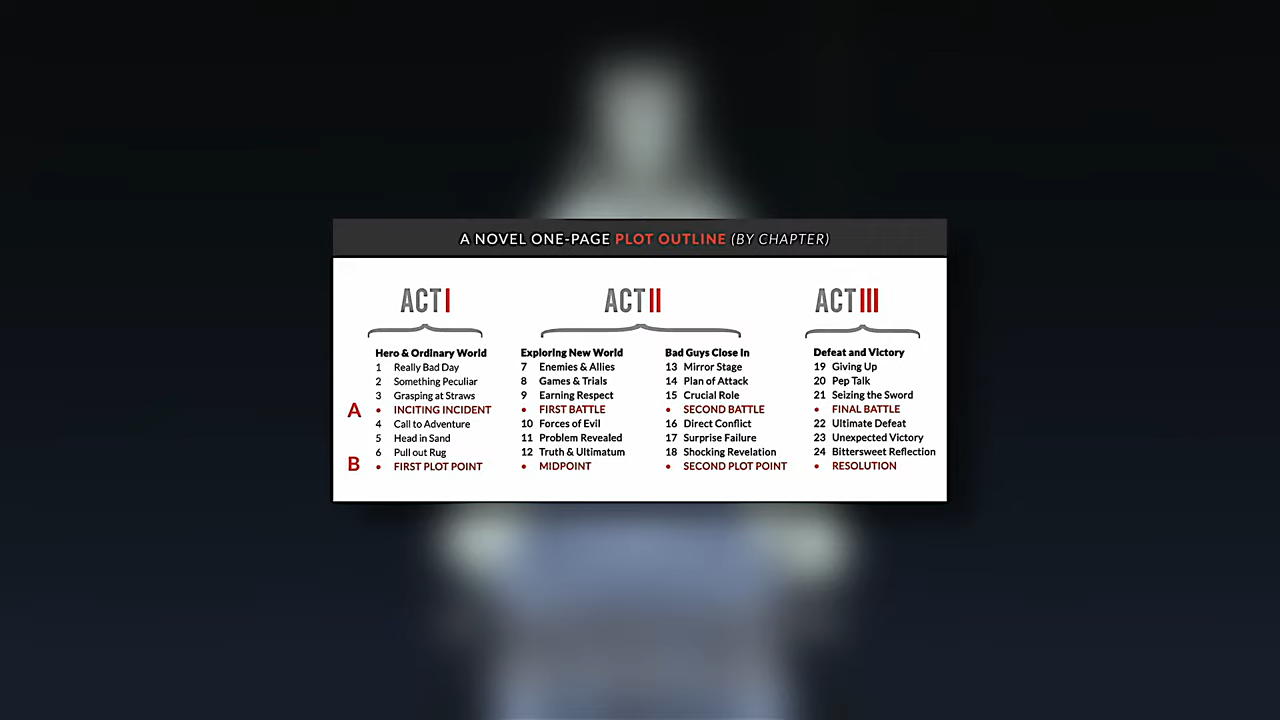 A NOVEL ONE-PAGE PLOT OUTLINE (BY CHAPTER)
ACT I
Hero & Ordinary World
1 Really Bad Day
2 Something Peculiar
3 Grasping at Straws
A • INCITING INCIDENT
4 Call to Adventure
5 Head in Sand
6 Pull out Rug
B • FIRST PLOT POINT
ACT II
Exploring New World
7 Enemies & Allies
8 Games & Trials
9 Earning Respect
• FIRST BATTLE
10 Forces of Evil
11 Problem Revealed
12 Truth & Ultimatum
• MIDPOINT
Bad Guys Close In
13 Mirror Stage
14 Plan of Attack
15 Crucial Role
• SECOND BATTLE
16 Direct Conflict
17 Surprise Failure
18 Shocking Revelation
• SECOND PLOT POINT
ACT III
Defeat and Victory
19 Giving Up
20 Pep Talk
21 Seizing the Sword
• FINAL BATTLE
22 Ultimate Defeat
23 Unexpected Victory
24 Bittersweet Reflection
• RESOLUTION